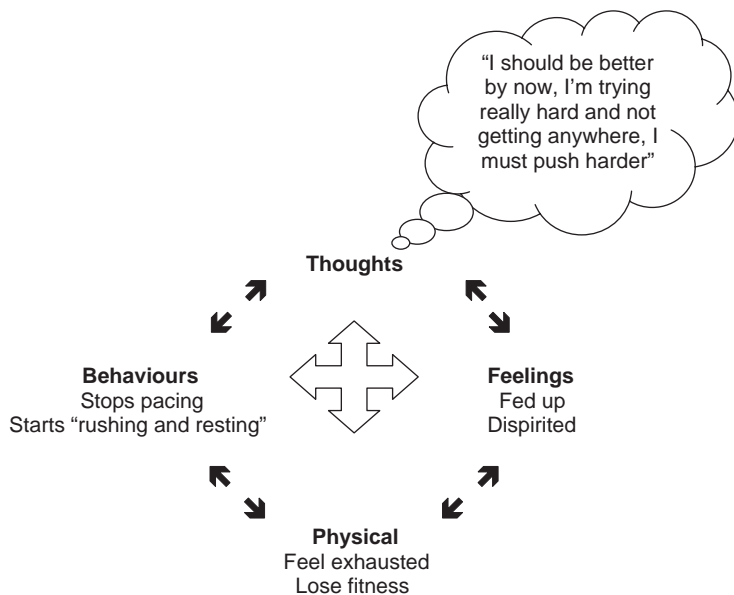 “I should be better
by now, I’m trying
really hard and not
getting anywhere, I
must push harder”
Thoughts
Behaviours
Stops pacing
Starts “rushing and resting”
Feelings
Fed up
Dispirited
Physical
Feel exhausted
Lose fitness